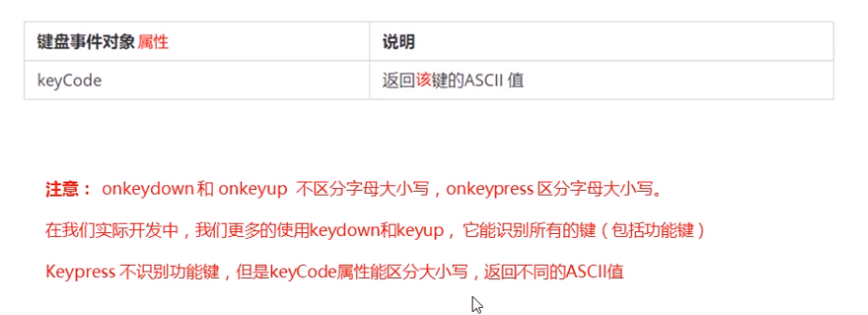 键盘事件对象 属性 说明
keyCode 返回该键的ASCII 值
注意： onkeydown 和 onkeyup 不区分字母大小写，onkeypress 区分字母大小写。
在我们实际开发中，我们更多的使用keydown和keyup， 它能识别所有的键（包括功能键）
Keypress 不识别功能键，但是keyCode属性能区分大小写，返回不同的ASCII值